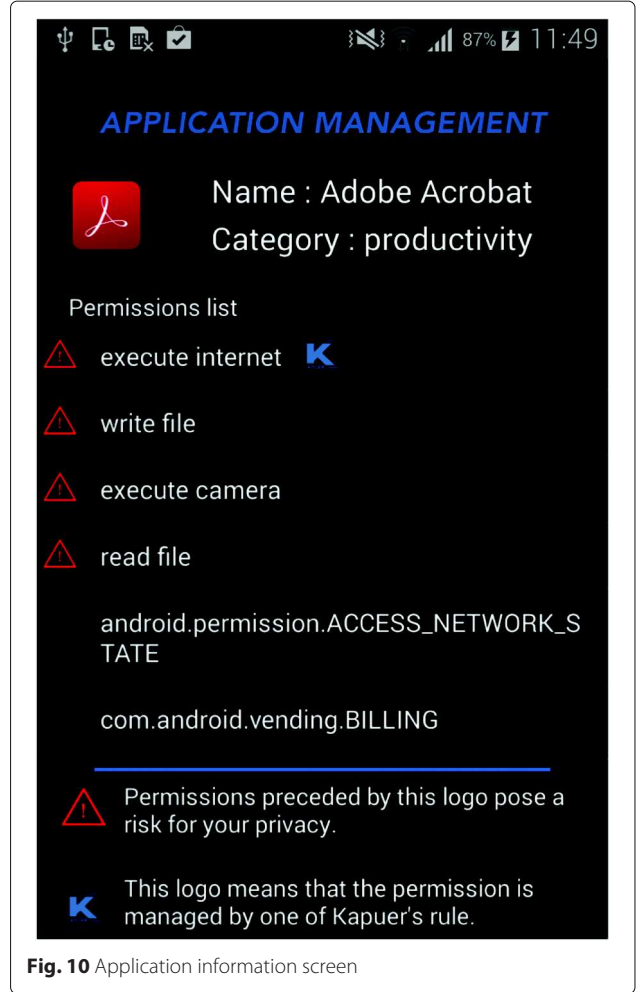 87% 11:49
APPLICATION MANAGEMENT
Name : Adobe Acrobat
Category : productivity
Permissions list
execute internet K
write file
execute camera
read file
android.permission.ACCESS_NETWORK_S
TATE
com.android.vending.BILLING
Permissions preceded by this logo pose a
risk for your privacy.
This logo means that the permission is
K managed by one of Kapuer's rule.
Fig. 10 Application information screen